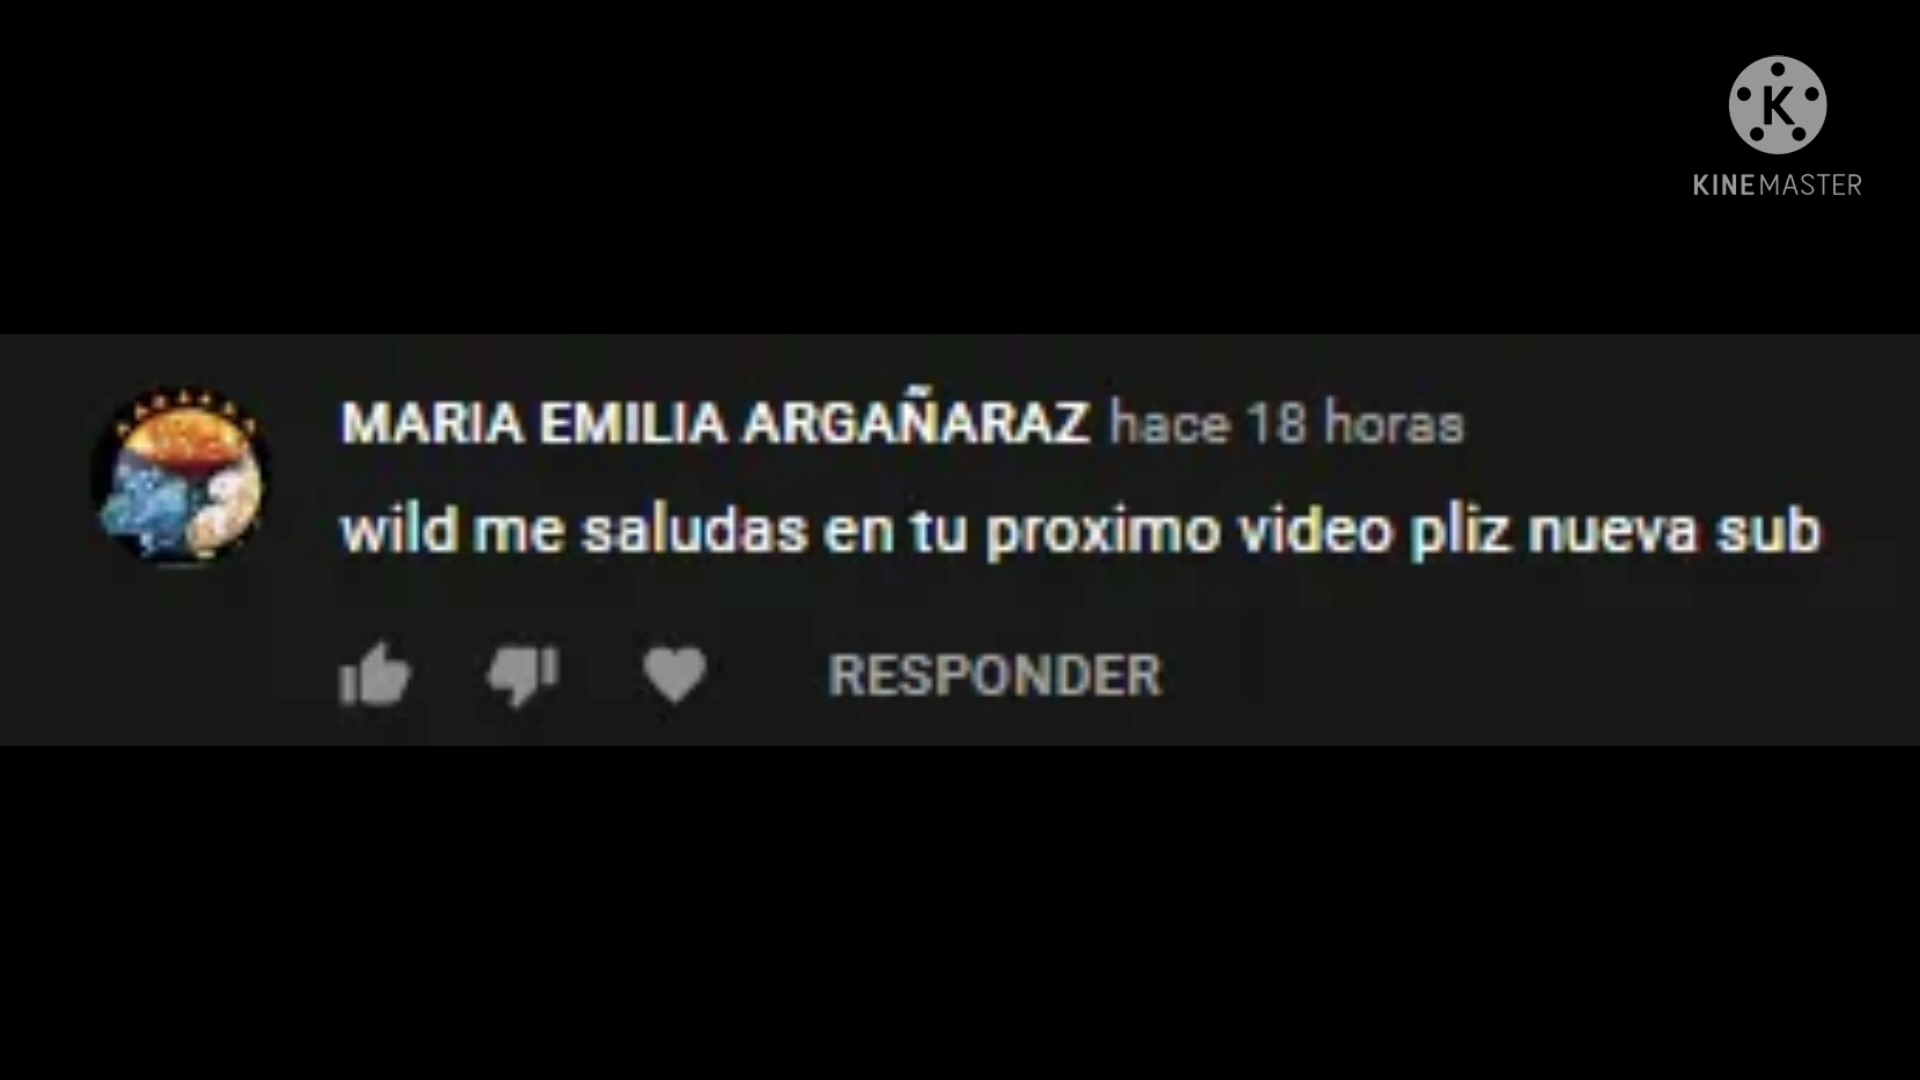 K
KINEMASTER
MARIA EMILIA ARGAÑARAZ hace 18 horas
wild me saludas en tu proximo video pliz nueva sub
RESPONDER